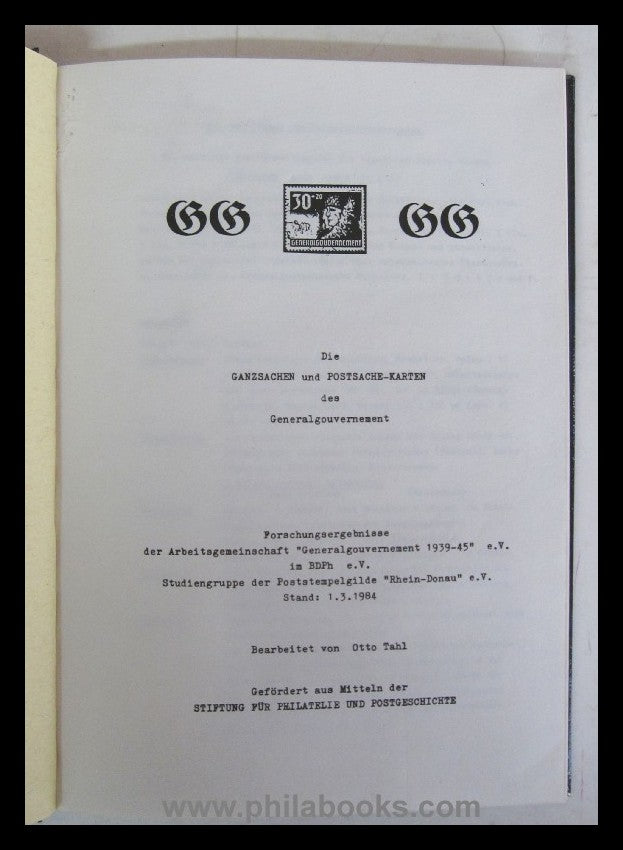 GG 30+20 GG
GENERALGOUVERNEMENT
Die
GANZSACHEN und POSTSACHE-KARTEN
des
Generalgouvernement
Forschungsergebnisse
der Arbeitsgemeinschaft "Generalgouvernement 1939-45" e.V.
im BDPh e.V.
Studiengruppe der Poststempelgilde "Rhein-Donau" e.V.
Stand: 1.3.1984
Bearbeitet von Otto Tahl
Gefördert aus Mitteln der
STIFTUNG FÜR PHILATELIE UND POSTGESCHICHTE
www.philabooks.com